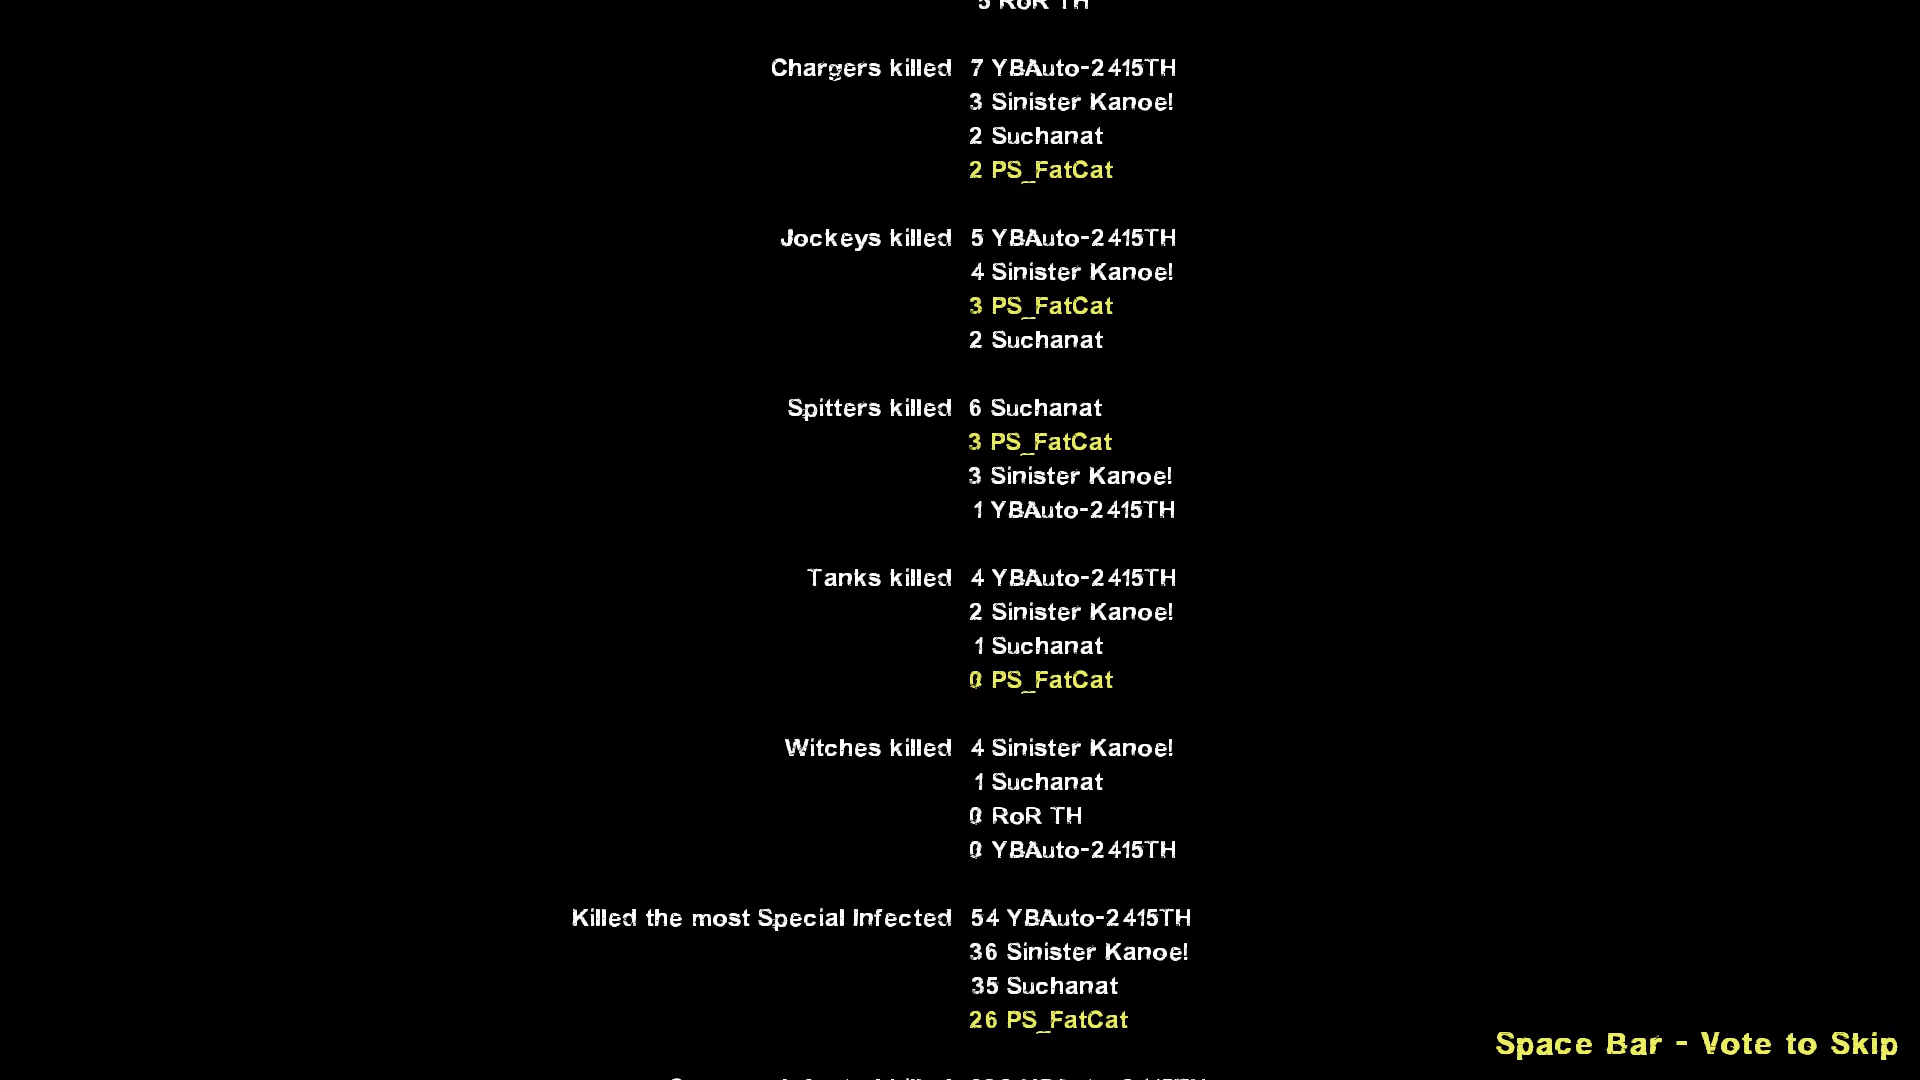 5 RoR TH
Chargers killed 7 YBAuto-2415TH
3 Sinister Kanoe!
2 Suchanat
2 PS_FatCat
Jockeys killed 5 YBAuto-2415TH
4 Sinister Kanoe!
3 PS_FatCat
2 Suchanat
Spitters killed 6 Suchanat
3 PS_FatCat
3 Sinister Kanoe!
1 YBAuto-2415TH
Tanks killed 4 YBAuto-2415TH
2 Sinister Kanoe!
1 Suchanat
0 PS_FatCat
Witches killed 4 Sinister Kanoe!
1 Suchanat
0 RoR TH
0 YBAuto-2415TH
Killed the most Special Infected 54 YBAuto-2415TH
36 Sinister Kanoe!
35 Suchanat
26 PS_FatCat
Space Bar - Vote to Skip